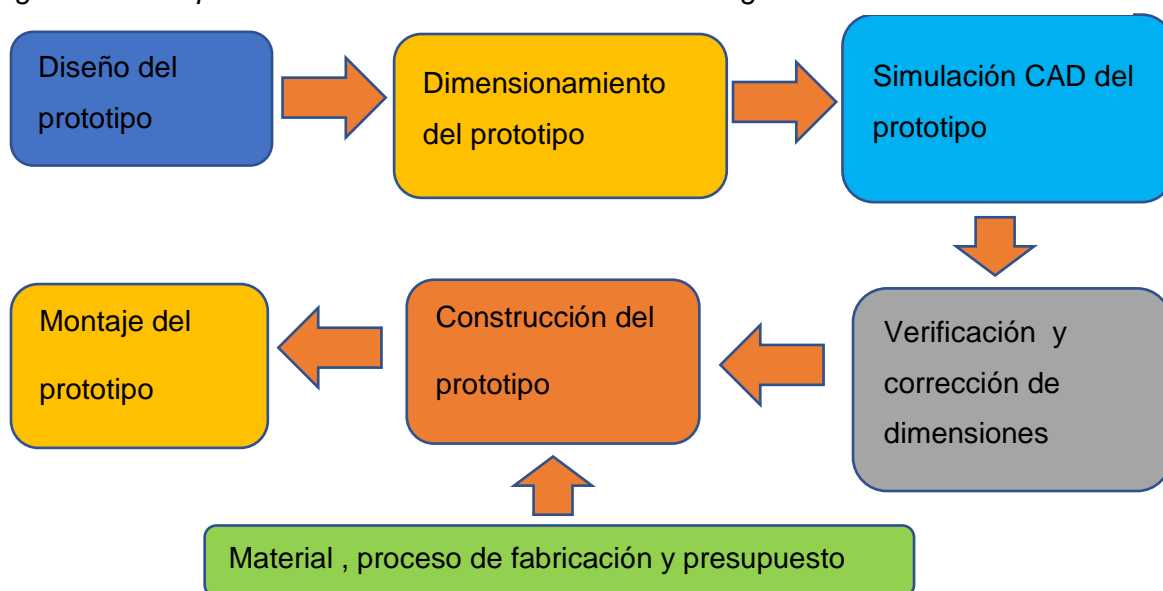 Diseño del
prototipo
Dimensionamiento
del prototipo
Simulación CAD del
prototipo
Verificación y
corrección de
dimensiones
Construcción del
prototipo
Montaje del
prototipo
Material , proceso de fabricación y presupuesto